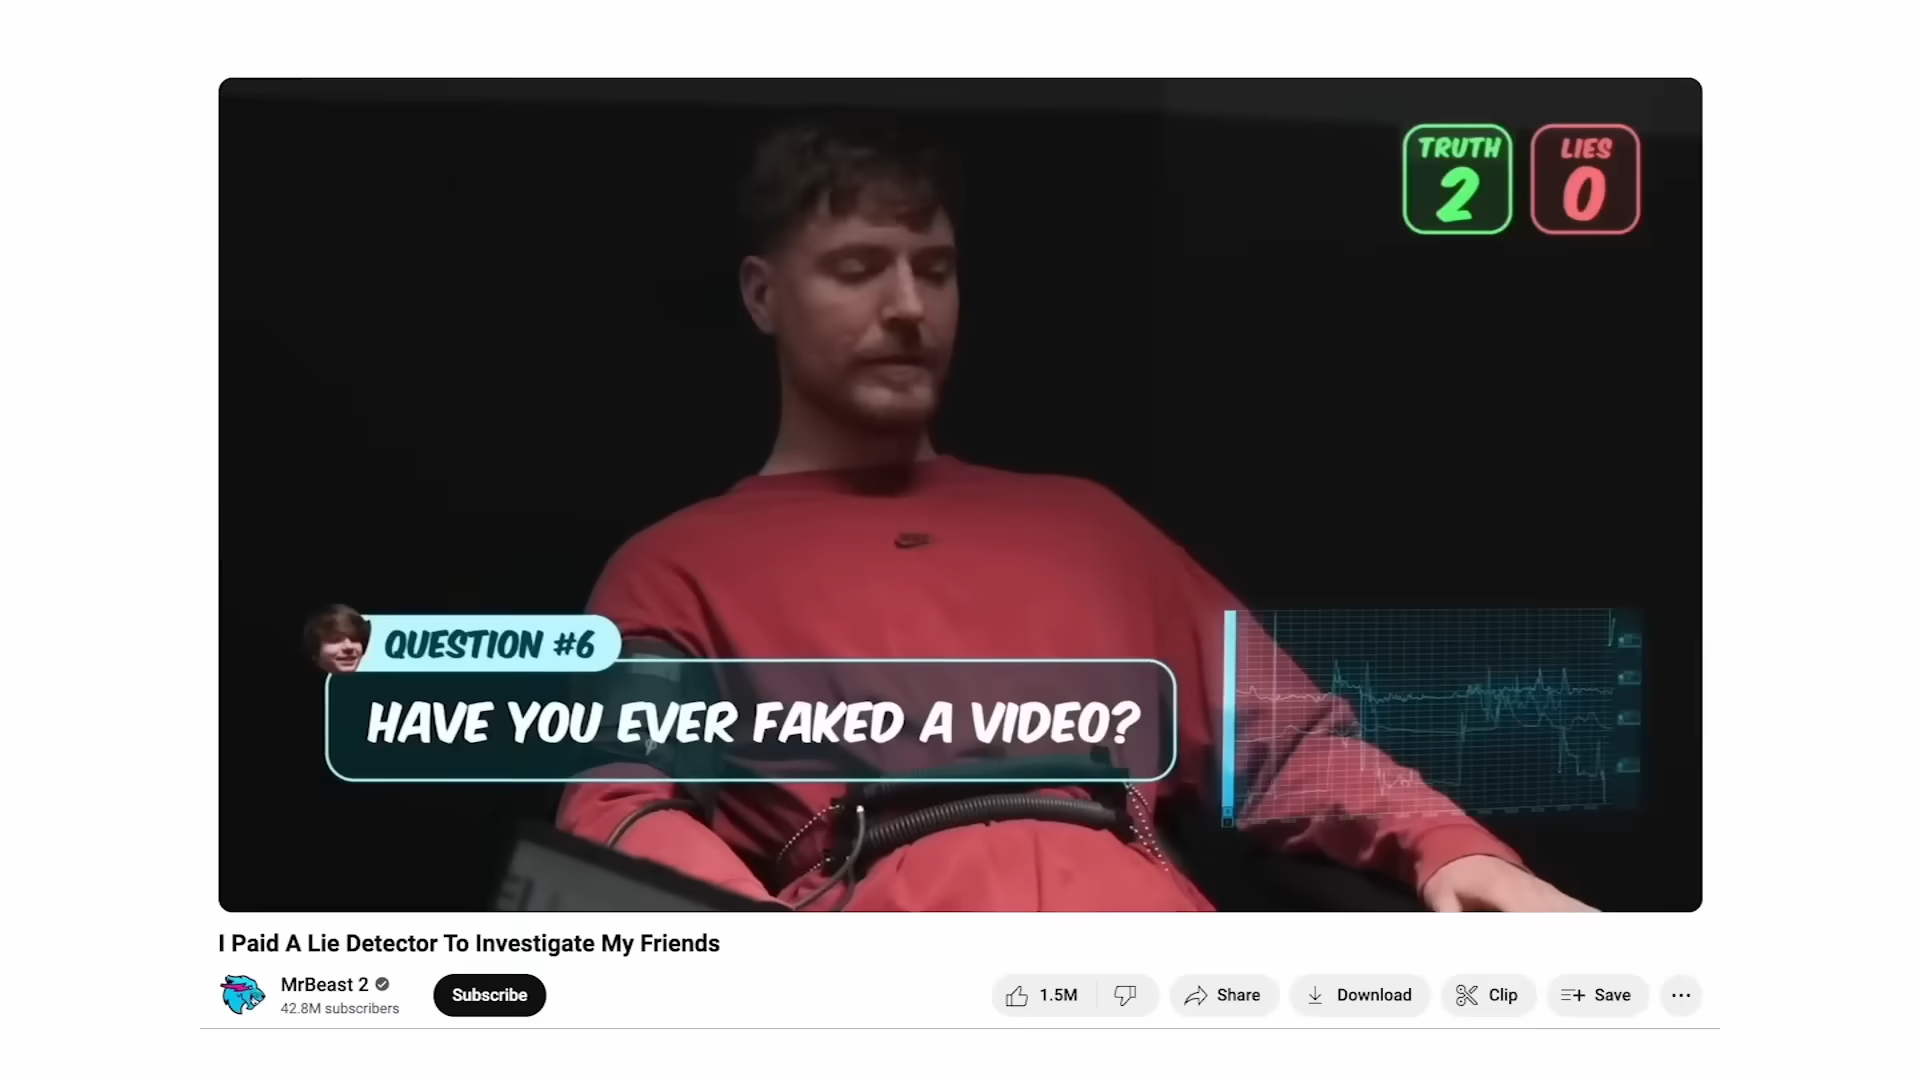 TRUTH
2
LIES
0
QUESTION #6
HAVE YOU EVER FAKED A VIDEO?
I Paid A Lie Detector To Investigate My Friends
MrBeast 2
42.8M subscribers
Subscribe
1.5M
Share
Download
Clip
Save